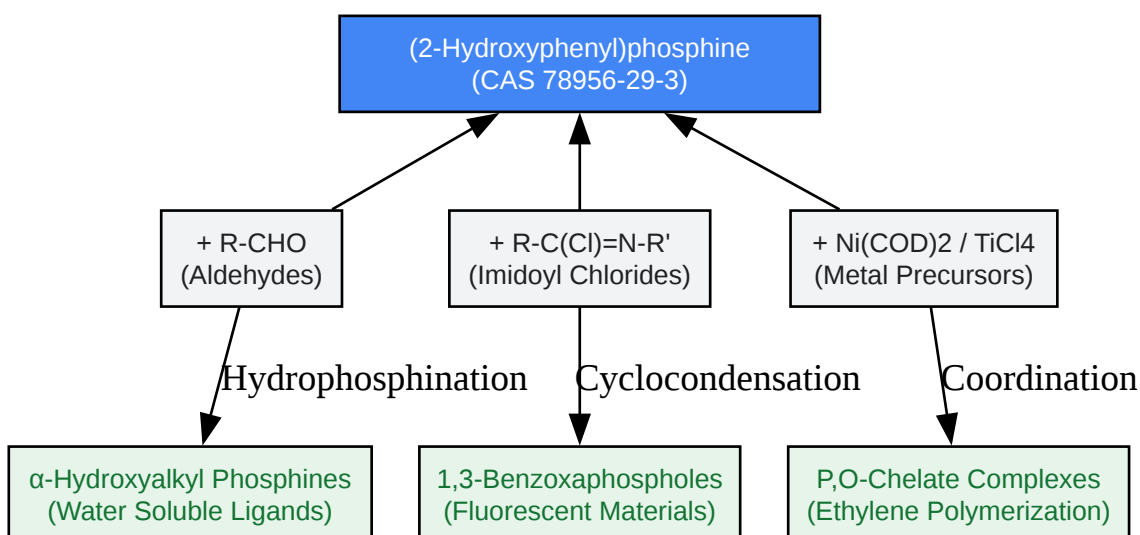 (2-Hydroxyphenyl)phosphine
(CAS 78956-29-3)
+ R-CHO
(Aldehydes)
+ R-C(Cl)=N-R'
(Imidoyl Chlorides)
+ Ni(COD)2 / TiCl4
(Metal Precursors)
Hydrophosphination
Cyclocondensation
Coordination
α-Hydroxyalkyl Phosphines
(Water Soluble Ligands)
1,3-Benzoxaphospholes
(Fluorescent Materials)
P,O-Chelate Complexes
(Ethylene Polymerization)